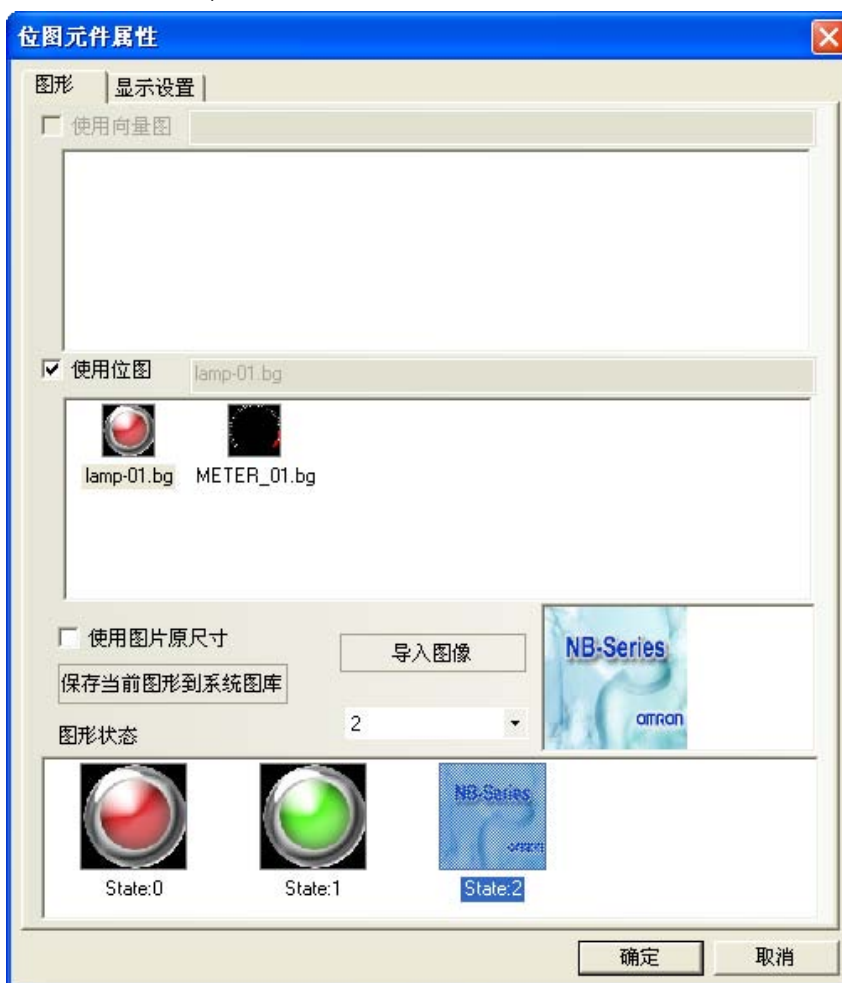 位图元件属性
图形 显示设置
使用向量图
使用位图 lamp-01.bg
lamp-01.bg METER_01.bg
使用图片原尺寸
导入图像
保存当前图形到系统图库
2
图形状态
NB-Series
OMRON
NB-Series
OMRON
State:0 State:1 State:2
确定 取消